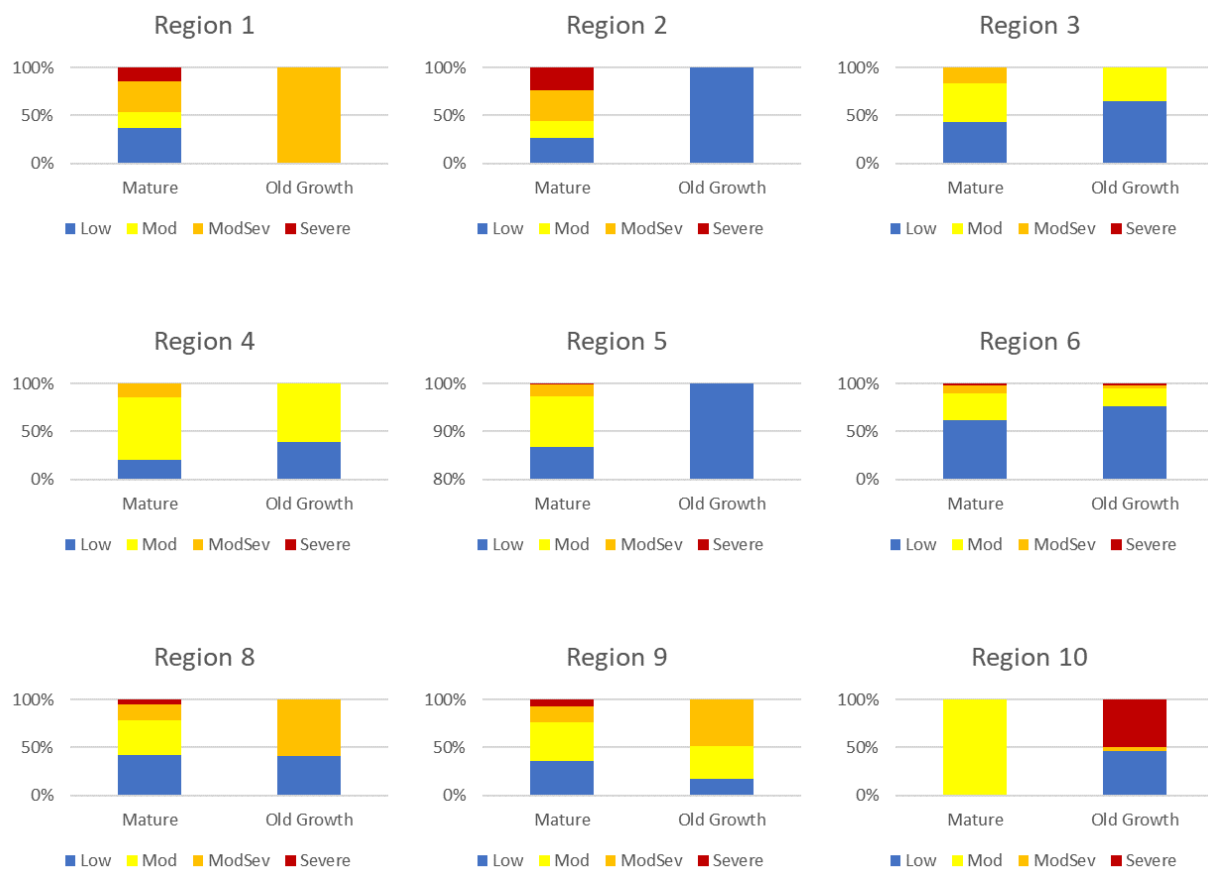 Region 1
100%
50%
0%
Mature Old Growth
Low Mod ModSev Severe
Region 2
100%
50%
0%
Mature Old Growth
Low Mod ModSev Severe
Region 3
100%
50%
0%
Mature Old Growth
Low Mod ModSev Severe
Region 4
100%
50%
0%
Mature Old Growth
Low Mod ModSev Severe
Region 5
100%
90%
80%
Mature Old Growth
Low Mod ModSev Severe
Region 6
100%
50%
0%
Mature Old Growth
Low Mod ModSev Severe
Region 8
100%
50%
0%
Mature Old Growth
Low Mod ModSev Severe
Region 9
100%
50%
0%
Mature Old Growth
Low Mod ModSev Severe
Region 10
100%
50%
0%
Mature Old Growth
Low Mod ModSev Severe